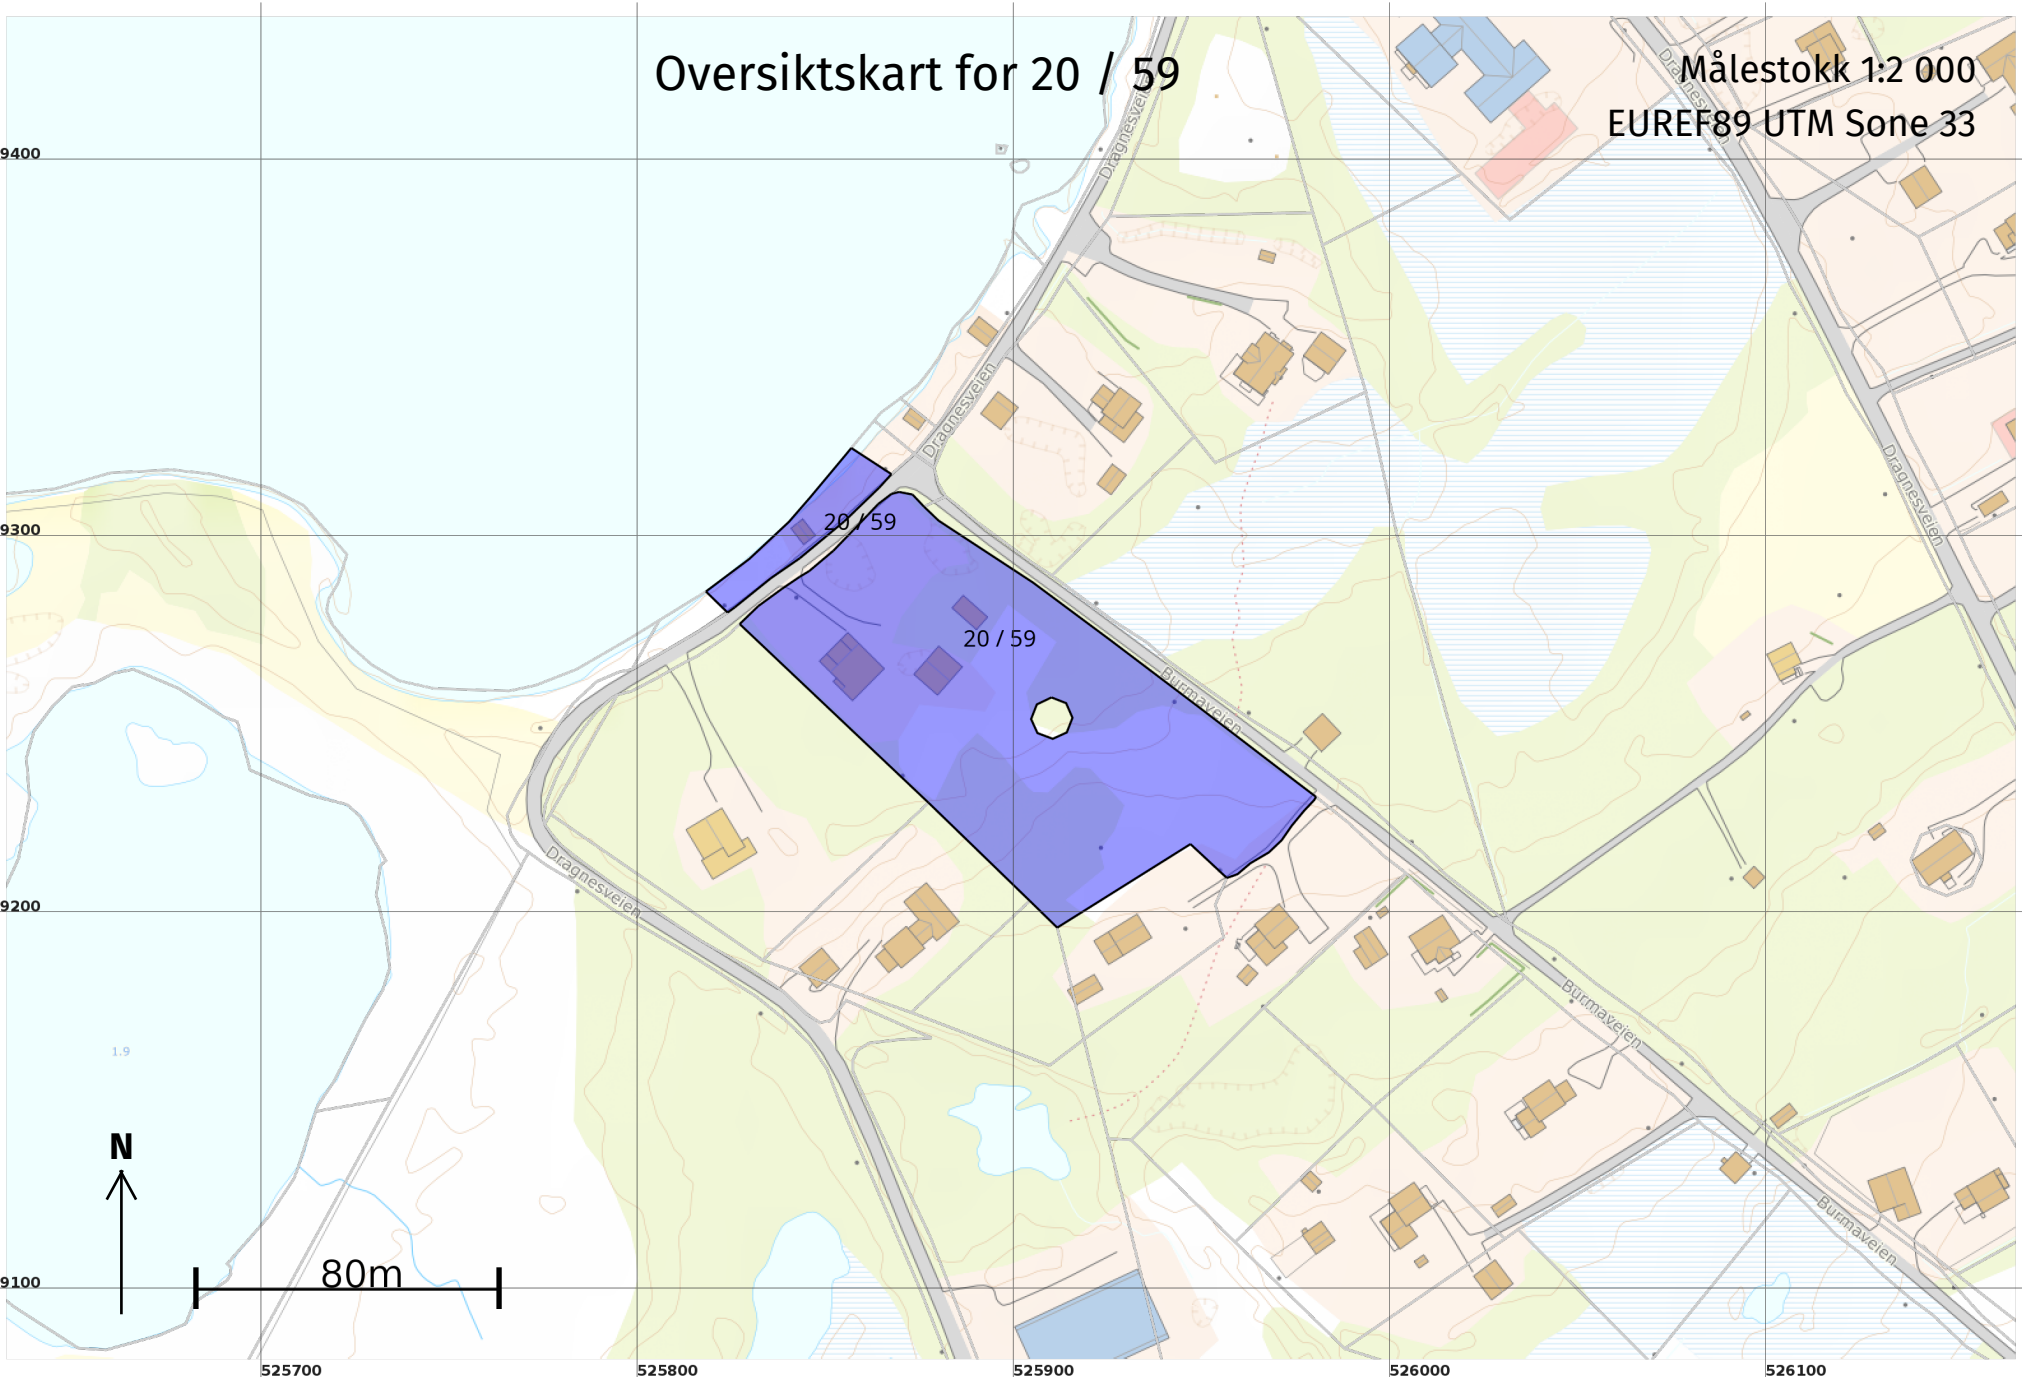 Oversiktskart for 20 / 59
Målestokk 1:2 000
EUREF89 UTM Sone 33
Dragnesveien
Dragnesveien
9400
Dragnesveien
20 / 59
Dragnesveien
9300
20 / 59
Burmaveien
Dragnesveien
9200
Burmaveien
1.9
N
Burmaveien
80m
9100
525700
525800
525900
526000
526100